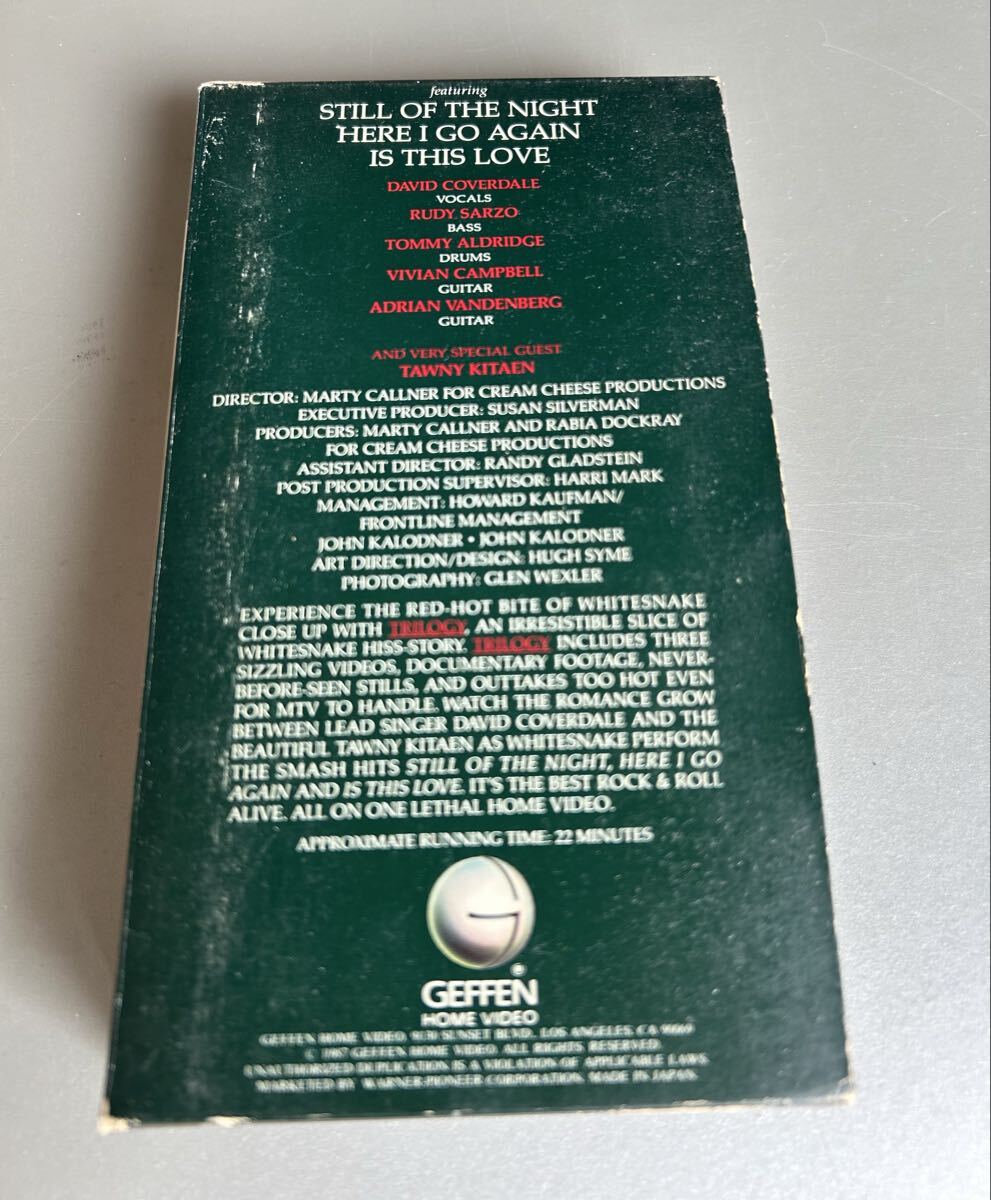 featuring
STILL OF THE NIGHT
HERE I GO AGAIN
IS THIS LOVE
DAVID COVERDALE
VOCALS
RUDY SARZO
BASS
TOMMY ALDRIDGE
DRUMS
VIVIAN CAMPBELL
GUITAR
ADRIAN VANDENBERG
GUITAR
AND VERY SPECIAL GUEST
TAWNY KITAEN
DIRECTOR: MARTY CALLNER FOR CREAM CHEESE PRODUCTIONS
EXECUTIVE PRODUCER: SUSAN SILVERMAN
PRODUCERS: MARTY CALLNER AND RABIA DOCKRAY
FOR CREAM CHEESE PRODUCTIONS
ASSISTANT DIRECTOR: RANDY GLADSTEIN
POST PRODUCTION SUPERVISOR: HARRI MARK
MANAGEMENT: HOWARD KAUFMAN/
FRONTLINE MANAGEMENT
JOHN KALODNER • JOHN KALODNER
ART DIRECTION/DESIGN: HUGH SYME
PHOTOGRAPHY: GLEN WEXLER
EXPERIENCE THE RED-HOT BITE OF WHITESNAKE
CLOSE UP WITH TRILOGY, AN IRRESISTIBLE SLICE OF
WHITESNAKE HISS-STORY. TRILOGY INCLUDES THREE
SIZZLING VIDEOS, DOCUMENTARY FOOTAGE, NEVER-
BEFORE-SEEN STILLS, AND OUTTAKES TOO HOT EVEN
FOR MTV TO HANDLE. WATCH THE ROMANCE GROW
BETWEEN LEAD SINGER DAVID COVERDALE AND THE
BEAUTIFUL TAWNY KITAEN AS WHITESNAKE PERFORM
THE SMASH HITS STILL OF THE NIGHT, HERE I GO
AGAIN AND IS THIS LOVE. IT'S THE BEST ROCK & ROLL
ALIVE. ALL ON ONE LETHAL HOME VIDEO.
APPROXIMATE RUNNING TIME: 22 MINUTES
G
®
GEFFEN
HOME VIDEO
GEFFEN HOME VIDEO, 9130 SUNSET BLVD., LOS ANGELES, CA 90069
© 1987 GEFFEN HOME VIDEO. ALL RIGHTS RESERVED.
UNAUTHORIZED DUPLICATION IS A VIOLATION OF APPLICABLE LAWS.
MARKETED BY WARNER-PIONEER CORPORATION. MADE IN JAPAN.